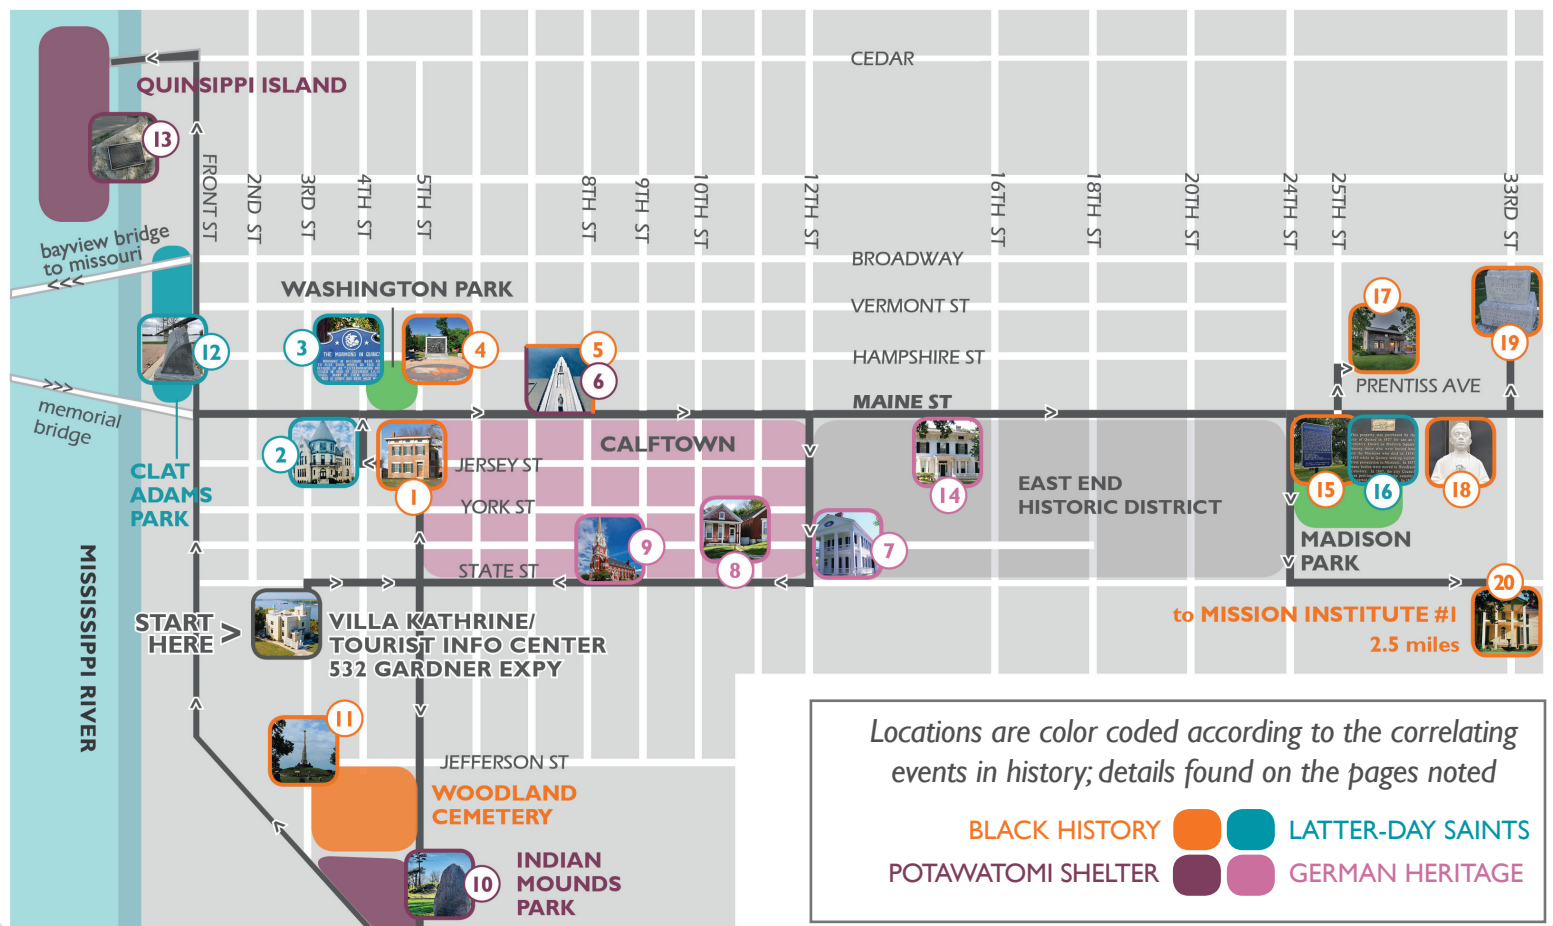 CEDAR
QUINSIPPI ISLAND
13
FRONT ST
2ND ST
3RD ST
4TH ST
5TH ST
8TH ST
9TH ST
10TH ST
12TH ST
16TH ST
18TH ST
20TH ST
24TH ST
25TH ST
33RD ST
bayview bridge
to missouri
<<<
BROADWAY
WASHINGTON PARK
VERMONT ST
17
12
3
THE MORMONS IN QUINCY
4
5
6
HAMPSHIRE ST
19
PRENTISS AVE
>>>
memorial
bridge
MAINE ST
CLAT
ADAMS
PARK
2
1
CALFTOWN
JERSEY ST
YORK ST
STATE ST
9
8
7
14
EAST END
HISTORIC DISTRICT
15
16
18
MADISON
PARK
MISSISSIPPI RIVER
START
HERE >
VILLA KATHRINE/
TOURIST INFO CENTER
532 GARDNER EXPY
20
to MISSION INSTITUTE #1
2.5 miles
11
JEFFERSON ST
WOODLAND
CEMETERY
10
INDIAN
MOUNDS
PARK
Locations are color coded according to the correlating
events in history; details found on the pages noted
BLACK HISTORY
LATTER-DAY SAINTS
POTAWATOMI SHELTER
GERMAN HERITAGE